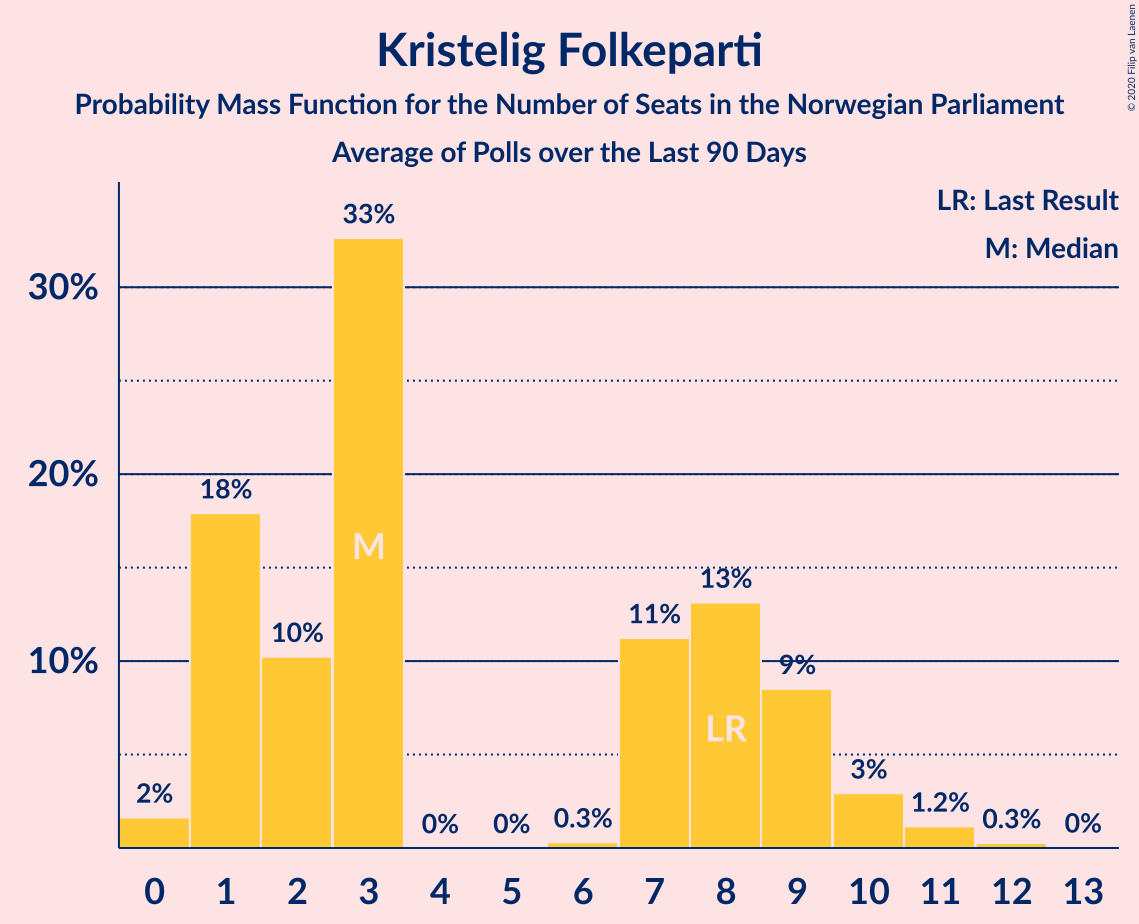 Kristelig Folkeparti
Probability Mass Function for the Number of Seats in the Norwegian Parliament
Average of Polls over the Last 90 Days
© 2020 Filip van Laenen
LR: Last Result
M: Median
33%
30%
20%
18%
M
13%
11%
10%
10%
9%
LR
2%
3%
1.2%
0%
0%
0.3%
0.3%
0%
0 1 2 3 4 5 6 7 8 9 10 11 12 13